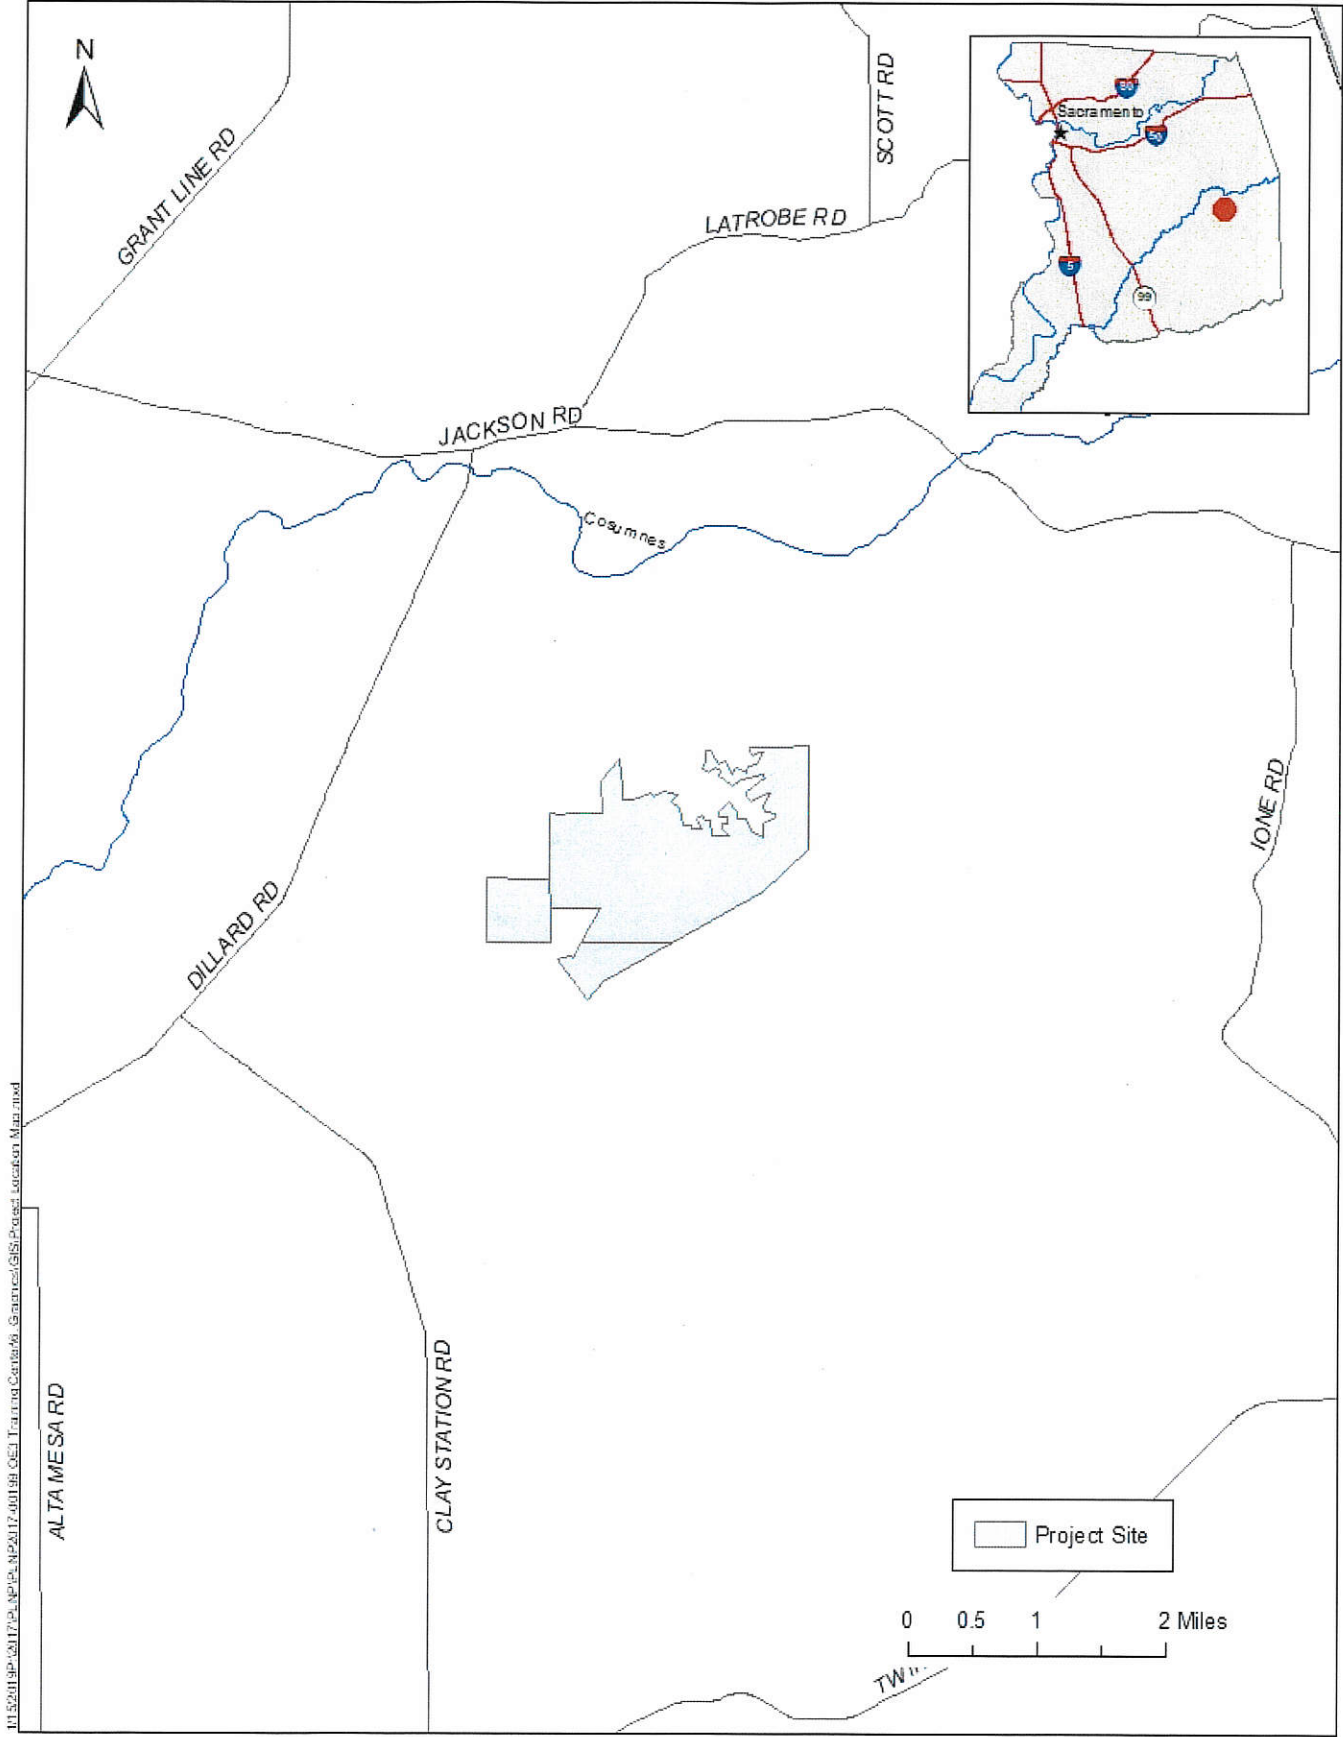 N
GRANT LINE RD
SCOTT RD
LATROBE RD
Sacramento
80
50
5
99
JACKSON RD
Cosumnes
IONE RD
DILLARD RD
ALTA MESA RD
CLAY STATION RD
Project Site
0 0.5 1 2 Miles